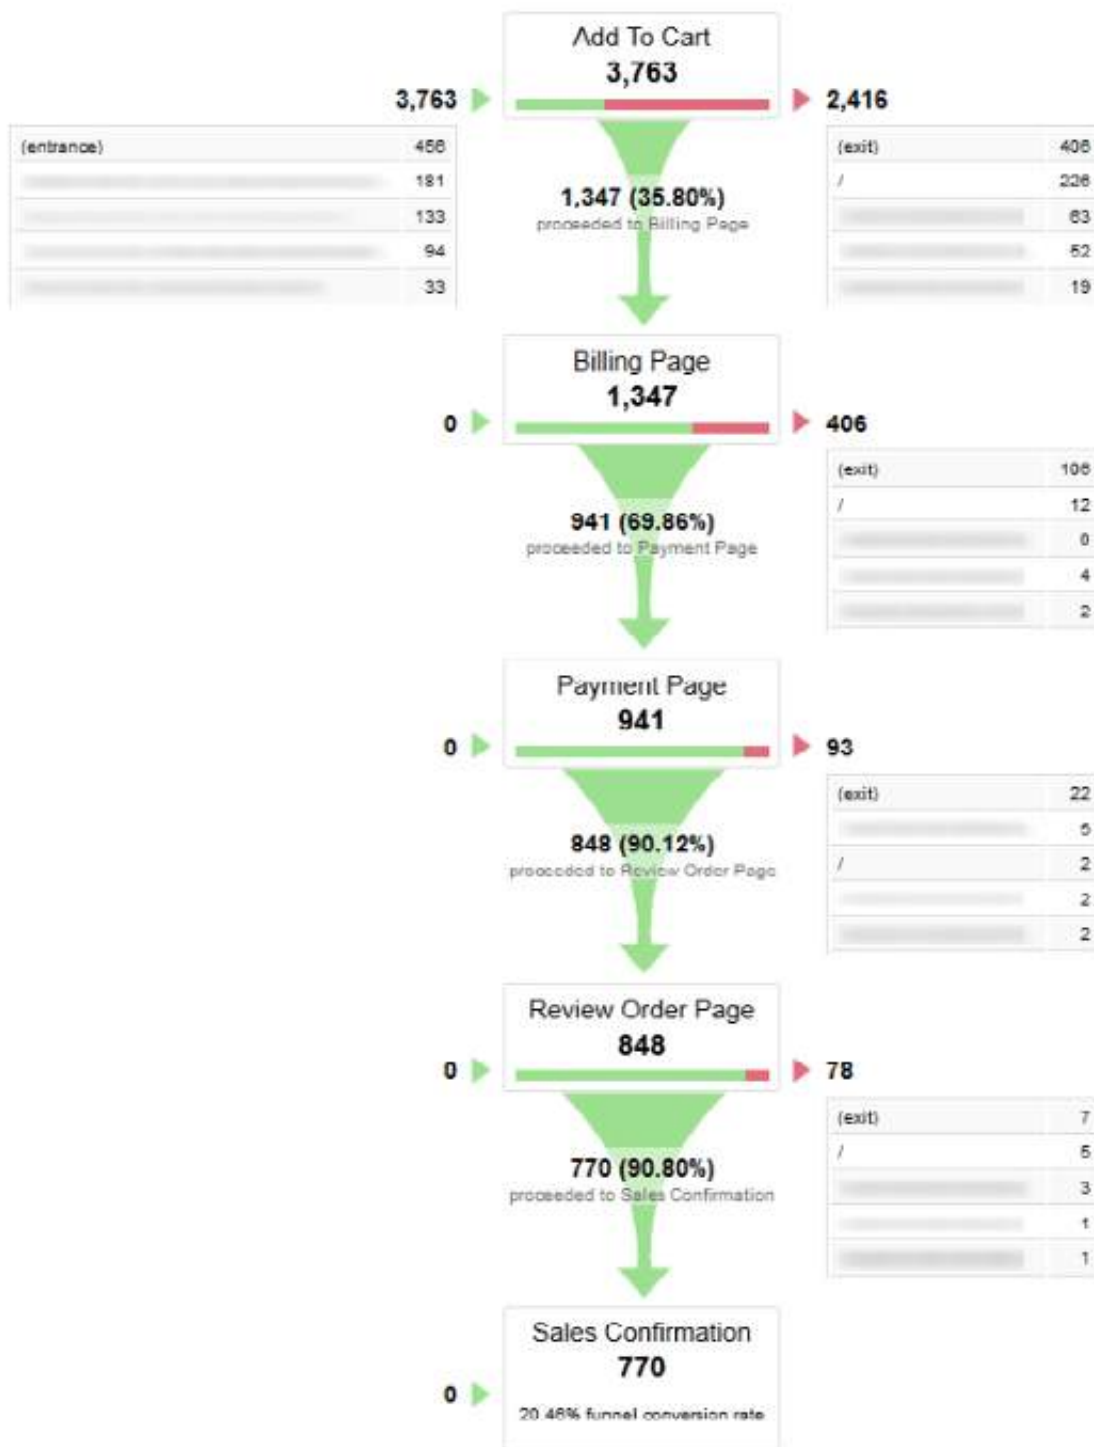 Add To Cart
3,763
3,763
2,416
(entrance) 456
181
133
94
33
(exit) 406
/ 226
63
52
19
1,347 (35.80%)
proceeded to Billing Page
Billing Page
1,347
0
406
(exit) 106
/ 12
4
2
941 (69.86%)
proceeded to Payment Page
Payment Page
941
0
93
(exit) 22
/ 2
2
2
848 (90.12%)
proceeded to Review Order Page
Review Order Page
848
0
78
(exit) 7
/ 5
3
1
1
770 (90.80%)
proceeded to Sales Confirmation
Sales Confirmation
770
0
20.46% funnel conversion rate